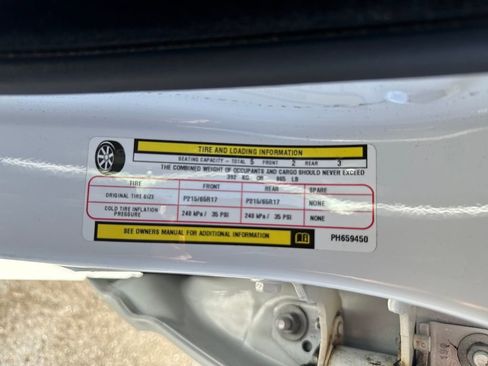 TIRE AND LOADING INFORMATION
SEATING CAPACITY - TOTAL 5 FRONT 2 REAR 3
THE COMBINED WEIGHT OF OCCUPANTS AND CARGO SHOULD NEVER EXCEED
392 KG OR 865 LB
TIRE FRONT REAR SPARE
ORIGINAL TIRE SIZE P215/65R17 P215/65R17 NONE
COLD TIRE INFLATION PRESSURE 240 kPa / 35 PSI 240 kPa / 35 PSI NONE
SEE OWNERS MANUAL FOR ADDITIONAL INFORMATION PH659450